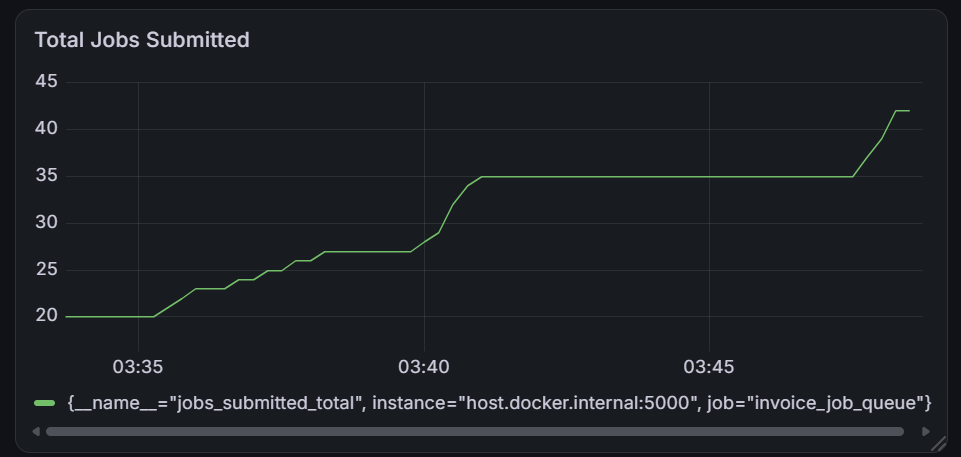 Total Jobs Submitted
45
40
35
30
25
20
03:35 03:40 03:45
{__name__="jobs_submitted_total", instance="host.docker.internal:5000", job="invoice_job_queue"}